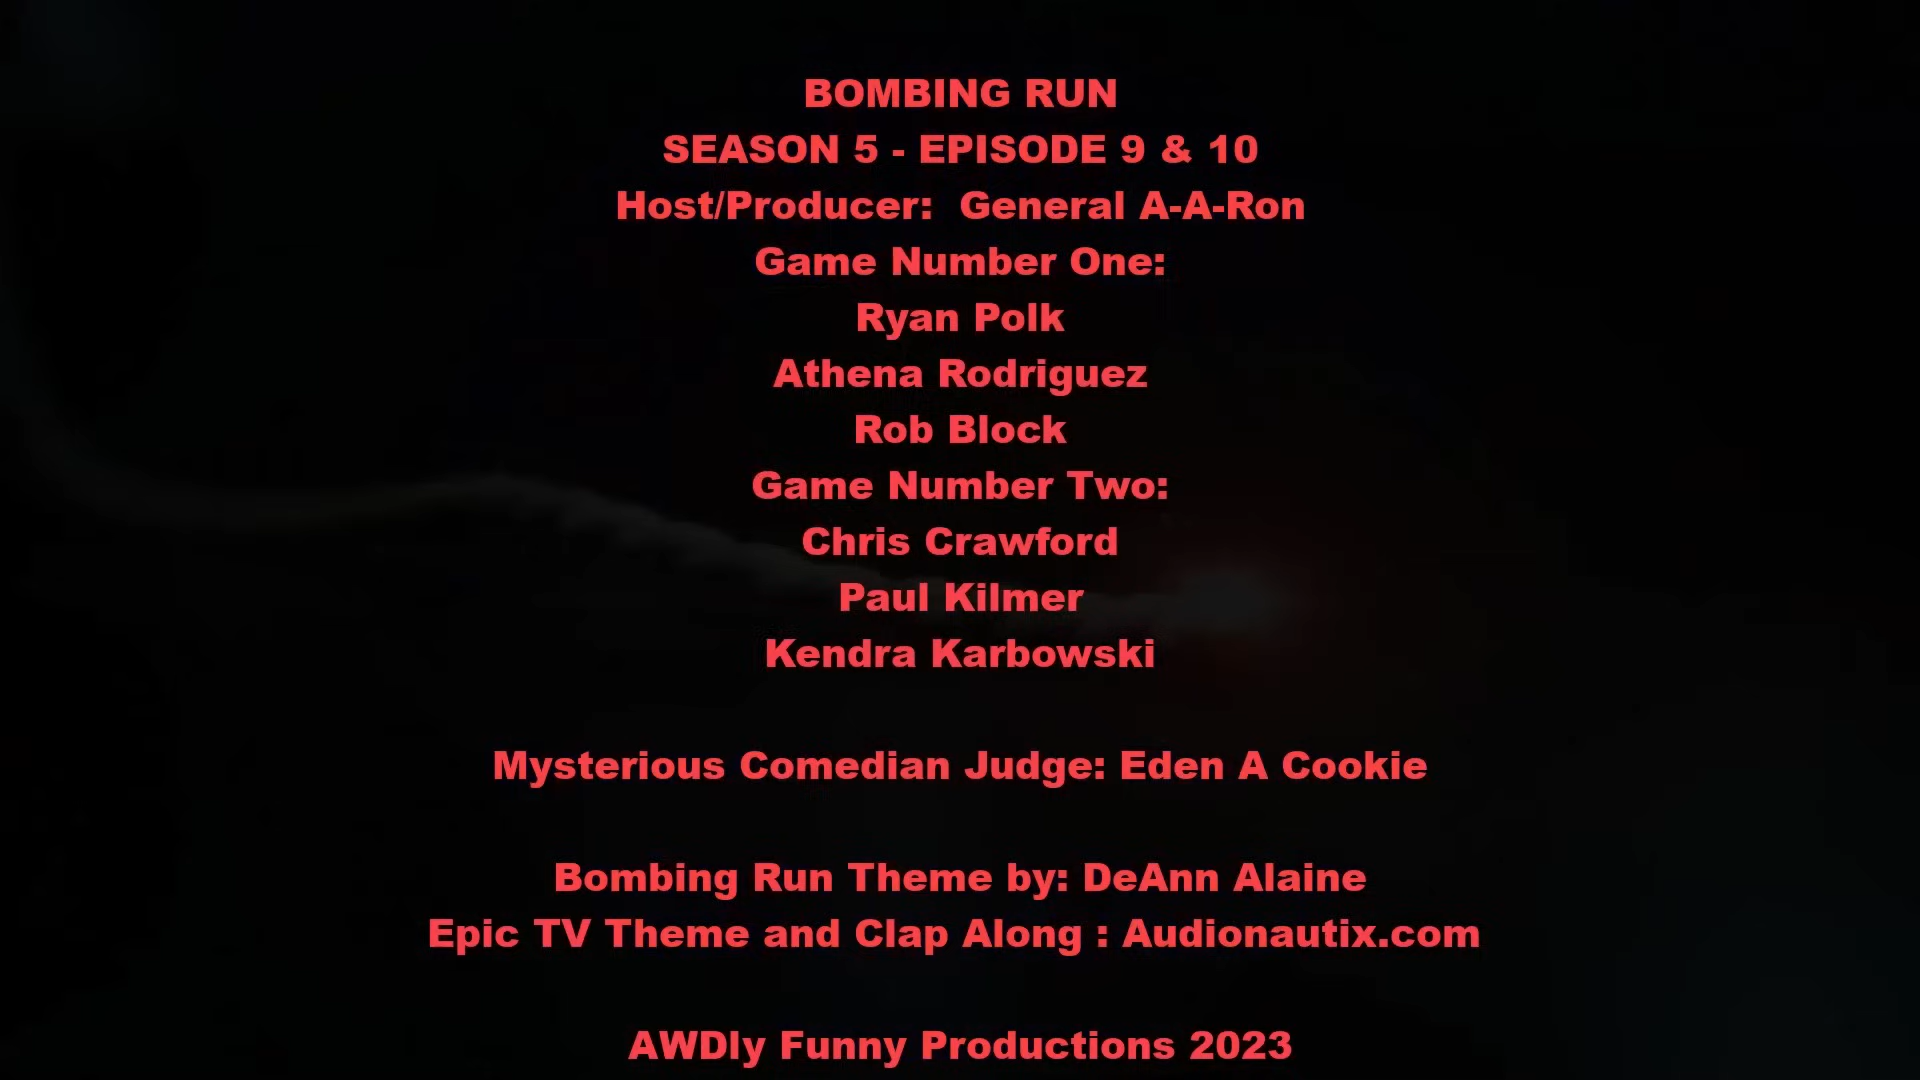 BOMBING RUN
SEASON 5 - EPISODE 9 & 10
Host/Producer:  General A-A-Ron
Game Number One:
Ryan Polk
Athena Rodriguez
Rob Block
Game Number Two:
Chris Crawford
Paul Kilmer
Kendra Karbowski
Mysterious Comedian Judge: Eden A Cookie
Bombing Run Theme by: DeAnn Alaine
Epic TV Theme and Clap Along : Audionautix.com
AWDly Funny Productions 2023